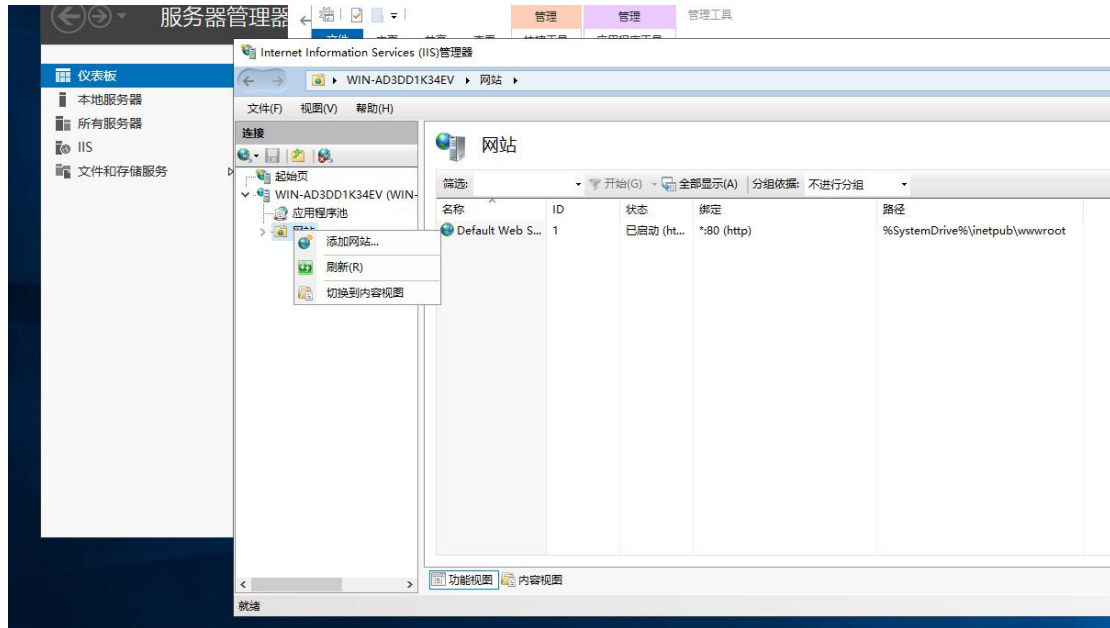 服务器管理器
管理
管理
管理工具
Internet Information Services (IIS)管理器
仪表板
本地服务器
所有服务器
IIS
文件和存储服务
WIN-AD3DD1K34EV
网站
文件(F)
视图(V)
帮助(H)
连接
起始页
WIN-AD3DD1K34EV (WIN-
应用程序池
添加网站...
刷新(R)
切换到内容视图
网站
筛选:
开始(G)
全部显示(A)
分组依据:
不进行分组
名称
ID
状态
绑定
路径
Default Web S...
1
已启动 (ht...
*:80 (http)
%SystemDrive%\inetpub\wwwroot
功能视图
内容视图
就绪